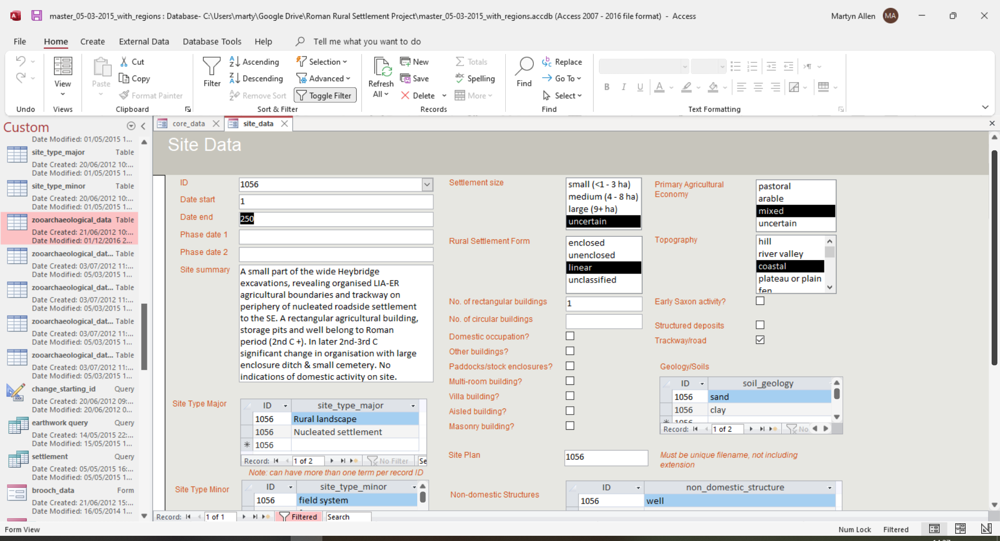 master_05-03-2015_with_regions : Database- C:\Users\marty\Google Drive\Roman Rural Settlement Project\master_05-03-2015_with_regions.accdb (Access 2007 - 2016 file format) - Access
Martyn Allen
MA
File Home Create External Data Database Tools Help Tell me what you want to do
Undo
View
Views
Paste
Cut
Copy
Format Painter
Clipboard
Filter
Ascending
Descending
Remove Sort
Selection
Advanced
Toggle Filter
Sort & Filter
Refresh
All
New
Save
Delete
Totals
Spelling
More
Records
Find
Replace
Go To
Select
Find
B I U A
Text Formatting
Custom
Date Modified: 01/05/2015 1...
site_type_major Table
Date Created: 20/06/2012 10:...
Date Modified: 01/05/2015 1...
site_type_minor Table
Date Created: 20/06/2012 10:...
Date Modified: 01/05/2015 1...
zooarchaeological_data Table
Date Created: 21/06/2012 10:...
Date Modified: 01/12/2016 2...
zooarchaeological_dat... Table
Date Created: 03/07/2012 11:...
Date Modified: 05/03/2015 1...
zooarchaeological_dat... Table
Date Created: 03/07/2012 11:...
Date Modified: 05/03/2015 1...
zooarchaeological_dat... Table
Date Created: 03/07/2012 11:...
Date Modified: 05/03/2015 1...
zooarchaeological_dat... Table
Date Created: 03/07/2012 11:...
Date Modified: 05/03/2015 1...
change_starting_id Query
Date Created: 20/06/2012 09:...
Date Modified: 20/06/2012 0...
earthwork query Query
Date Created: 14/05/2015 22:...
Date Modified: 15/05/2015 1...
settlement Query
Date Created: 05/05/2015 16:...
Date Modified: 05/05/2015 1...
brooch_data Form
Date Created: 21/06/2012 15:...
Date Modified: 16/05/2014 1...
core_data
site_data
Site Data
ID 1056
Date start 1
Date end 250
Phase date 1
Phase date 2
Site summary
A small part of the wide Heybridge
excavations, revealing organised LIA-ER
agricultural boundaries and trackway on
periphery of nucleated roadside settlement
to the SE. A rectangular agricultural building,
storage pits and well belong to Roman
period (2nd C +). In later 2nd-3rd C
significant change in organisation with large
enclosure ditch & small cemetery. No
indications of domestic activity on site.
Site Type Major
ID site_type_major
1056 Rural landscape
1056 Nucleated settlement
1056
Record: 1 of 2 No Filter Se
Note: can have more than one term per record ID
Site Type Minor
ID site_type_minor
1056 field system
Settlement size
small (<1 - 3 ha)
medium (4 - 8 ha)
large (9+ ha)
uncertain
Rural Settlement Form
enclosed
unenclosed
linear
unclassified
No. of rectangular buildings 1
No. of circular buildings
Domestic occupation?
Other buildings?
Paddocks/stock enclosures?
Multi-room building?
Villa building?
Aisled building?
Masonry building?
Site Plan 1056
Must be unique filename, not including
extension
Non-domestic Structures
ID non_domestic_structure
1056 well
Primary Agricultural
Economy
pastoral
arable
mixed
uncertain
Topography
hill
river valley
coastal
plateau or plain
fen
Early Saxon activity?
Structured deposits
Trackway/road
Geology/Soils
ID soil_geology
1056 sand
1056 clay
1056
Record: 1 of 2 No
Record: 1 of 1 Filtered Search
Form View
Num Lock
Filtered